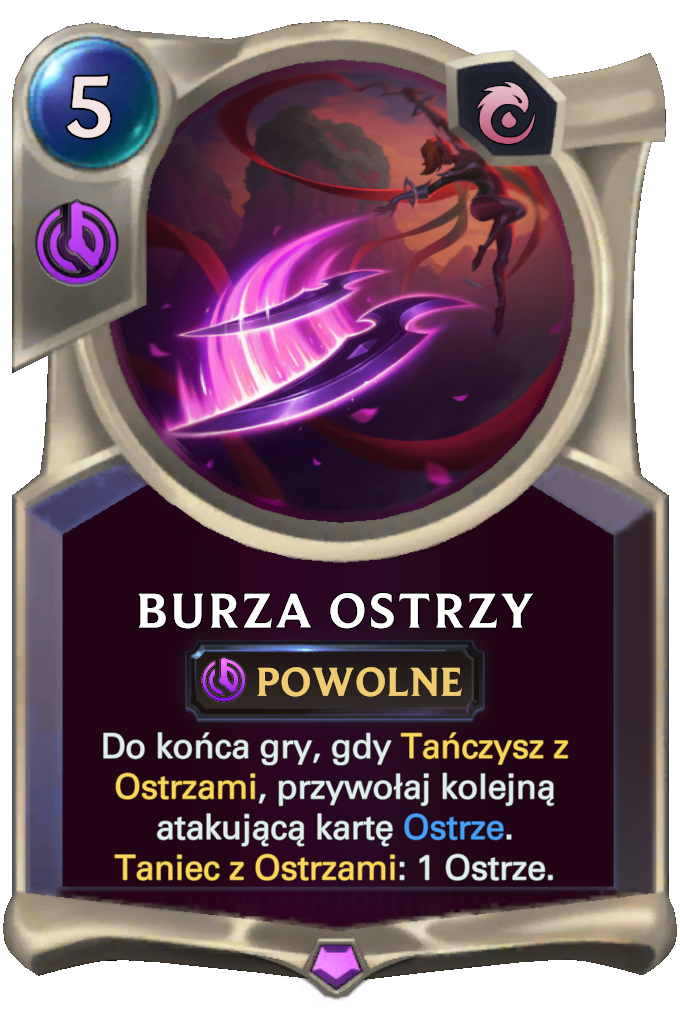 5
BURZA OSTRZY
POWOLNE
Do końca gry, gdy Tańczysz z
Ostrzami, przywołaj kolejną
atakującą kartę Ostrze.
Taniec z Ostrzami: 1 Ostrze.